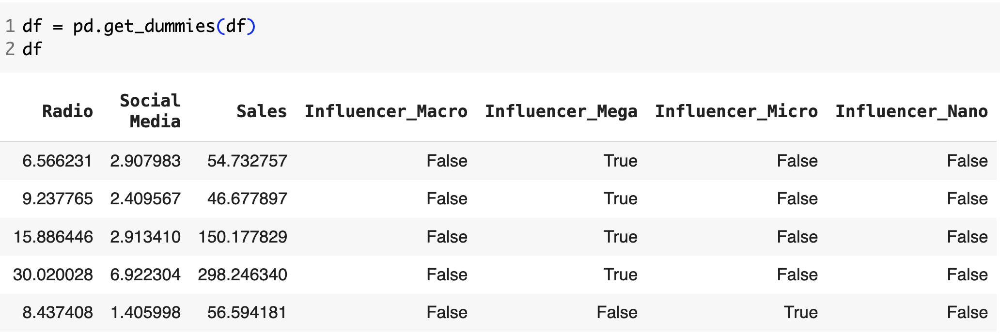 1 df = pd.get_dummies(df)
2 df
Radio Social Media Sales Influencer_Macro Influencer_Mega Influencer_Micro Influencer_Nano
6.566231 2.907983 54.732757 False True False False
9.237765 2.409567 46.677897 False True False False
15.886446 2.913410 150.177829 False True False False
30.020028 6.922304 298.246340 False True False False
8.437408 1.405998 56.594181 False False True False